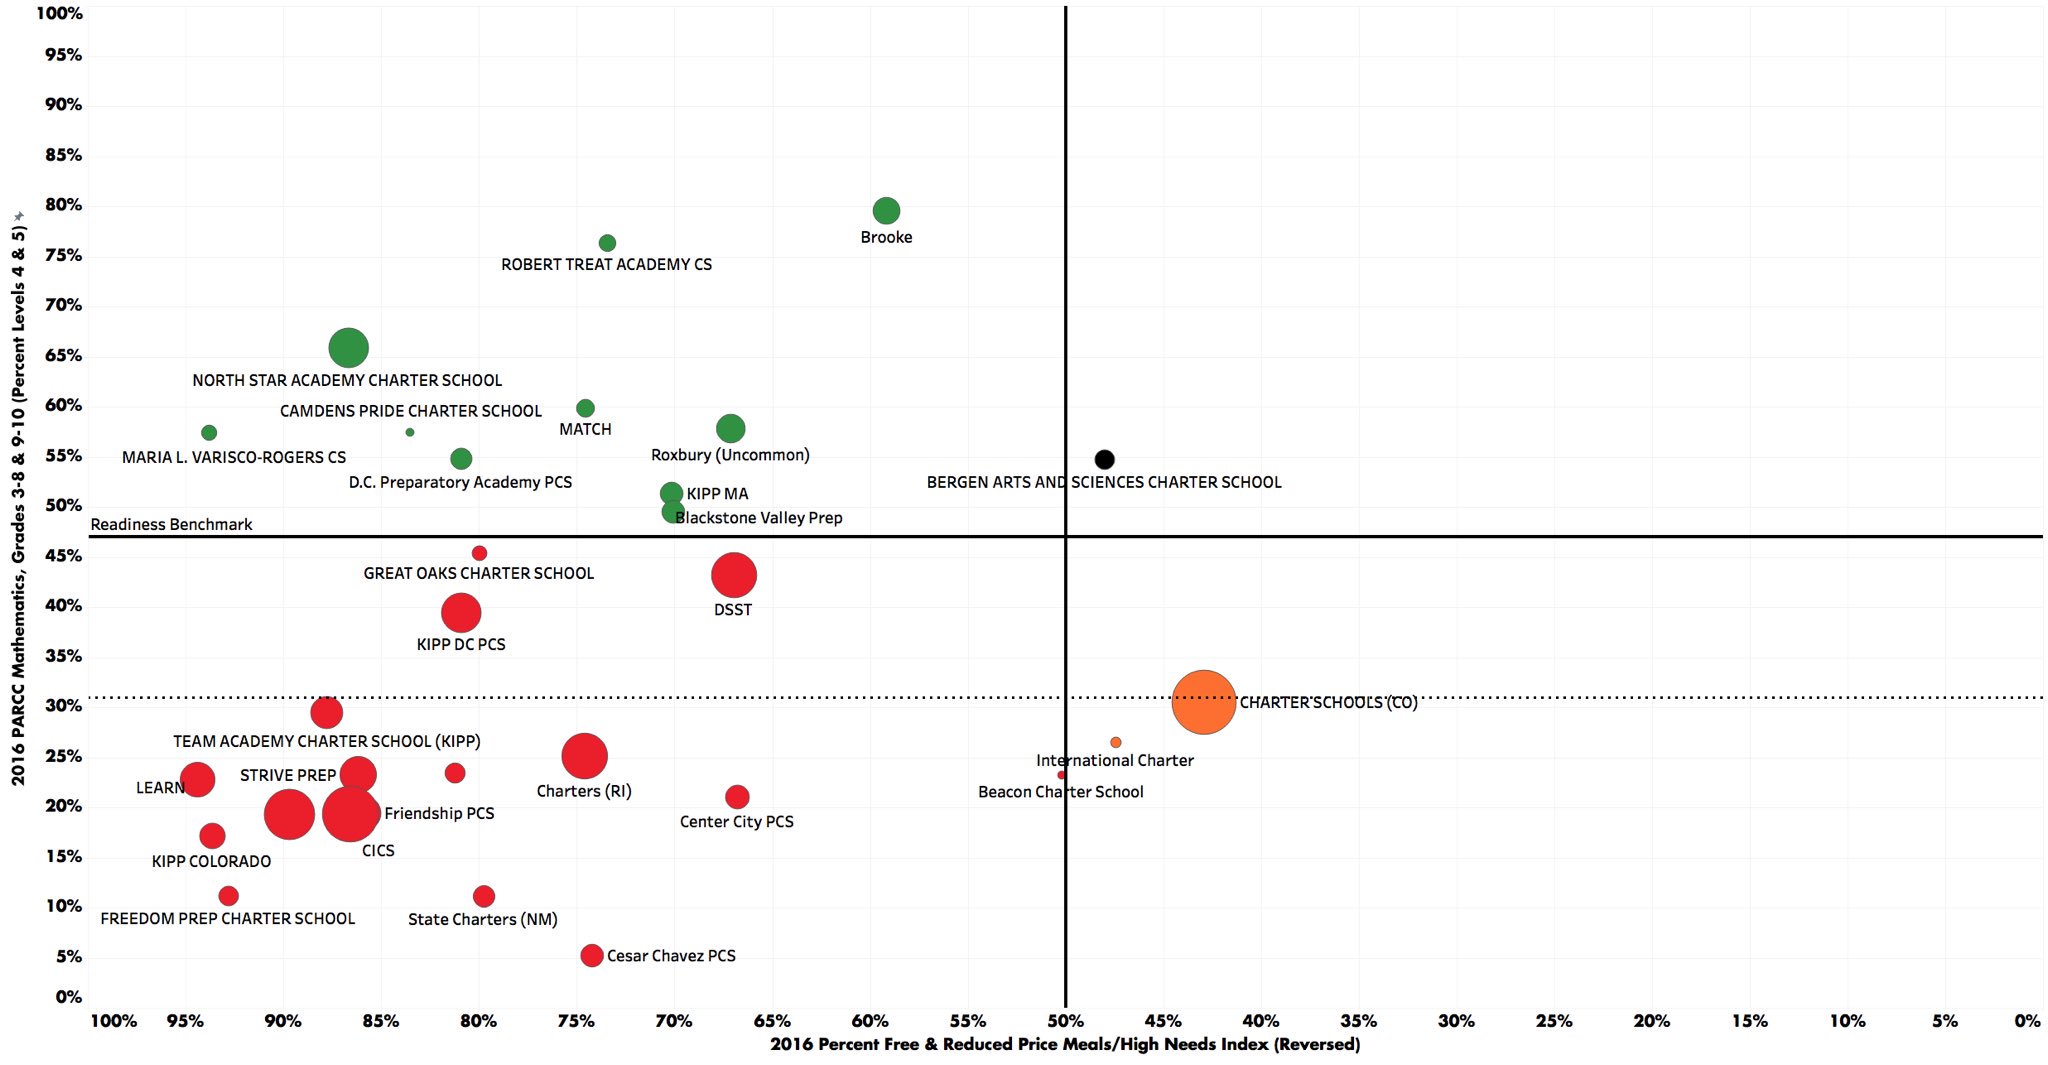 100%
95%
90%
85%
80%
75%
70%
65%
60%
55%
50%
45%
40%
35%
30%
25%
20%
15%
10%
5%
0%
2016 PARCC Mathematics, Grades 3-8 & 9-10 (Percent Levels 4 & 5)
Brooke
ROBERT TREAT ACADEMY CS
NORTH STAR ACADEMY CHARTER SCHOOL
CAMDENS PRIDE CHARTER SCHOOL
MATCH
MARIA L. VARISCO-ROGERS CS
Roxbury (Uncommon)
D.C. Preparatory Academy PCS
BERGEN ARTS AND SCIENCES CHARTER SCHOOL
KIPP MA
Blackstone Valley Prep
Readiness Benchmark
GREAT OAKS CHARTER SCHOOL
DSST
KIPP DC PCS
CHARTER SCHOOLS (CO)
TEAM ACADEMY CHARTER SCHOOL (KIPP)
International Charter
STRIVE PREP
LEARN
Charters (RI)
Beacon Charter School
Friendship PCS
Center City PCS
CICS
KIPP COLORADO
FREEDOM PREP CHARTER SCHOOL
State Charters (NM)
Cesar Chavez PCS
100% 95% 90% 85% 80% 75% 70% 65% 60% 55% 50% 45% 40% 35% 30% 25% 20% 15% 10% 5% 0%
2016 Percent Free & Reduced Price Meals/High Needs Index (Reversed)